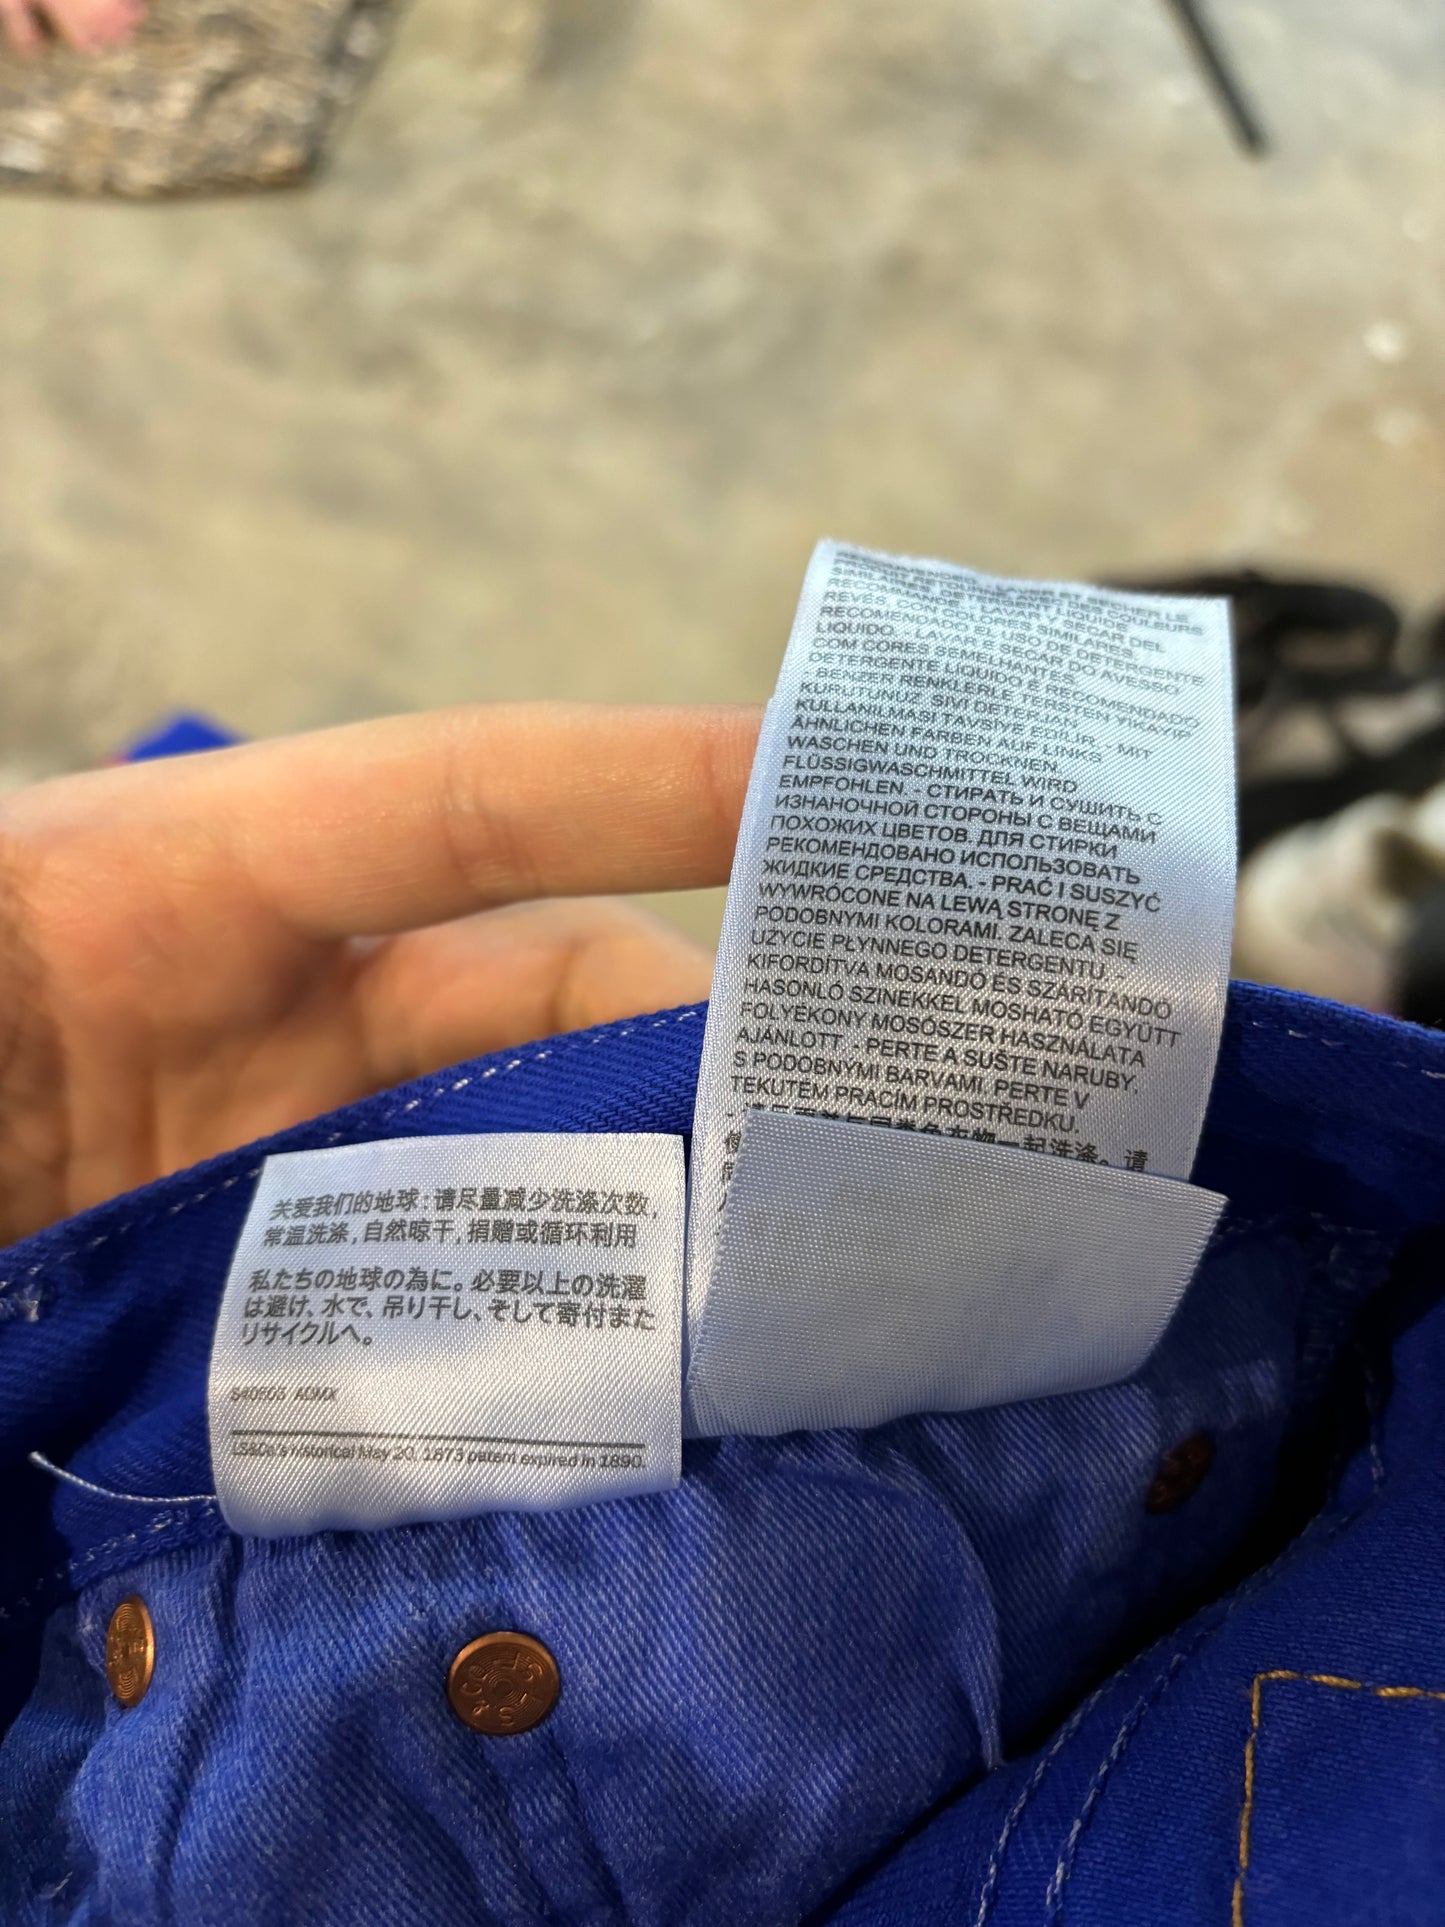 关爱我们的地球：请尽量减少洗涤次数，
常温洗涤，自然晾干，捐赠或循环利用
私たちの地球の為に。必要以上の洗濯
は避け、水で、吊り干し、そして寄付また
リサイクルへ。
ADMX
LS&Co's historical May 20, 1873 patent expired in 1890.
RECOMMENDED. - LAVER ET SÉCHER LE
SIMILAIRES. DÉTERGENT LIQUIDE
RECOMMANDÉ. - LAVAR Y SECAR DEL
REVÉS, CON COLORES SIMILARES.
RECOMENDADO EL USO DE DETERGENTE
LÍQUIDO. - LAVAR E SECAR DO AVESSO
COM CORES SEMELHANTES.
DETERGENTE LÍQUIDO É RECOMENDADO
BENZER RENKLERLE TERSTEN YIKAYIP
KURUTUNUZ. SIVI DETERJAN
KULLANILMASI TAVSİYE EDİLİR. - MIT
ÄHNLICHEN FARBEN AUF LINKS
WASCHEN UND TROCKNEN.
FLÜSSIGWASCHMITTEL WIRD
EMPFOHLEN. - СТИРАТЬ И СУШИТЬ С
ИЗНАНОЧНОЙ СТОРОНЫ С ВЕЩАМИ
ПОХОЖИХ ЦВЕТОВ. ДЛЯ СТИРКИ
РЕКОМЕНДОВАНО ИСПОЛЬЗОВАТЬ
ЖИДКИЕ СРЕДСТВА. - PRAĆ I SUSZYĆ
WYWRÓCONE NA LEWĄ STRONĘ Z
PODOBNYMI KOLORAMI. ZALECA SIĘ
UŻYCIE PŁYNNEGO DETERGENTU. -
KIFORDÍTVA MOSANDÓ ÉS SZÁRÍTANDÓ
HASONLÓ SZÍNEKKEL MOSHATÓ EGYÜTT
FOLYÉKONY MOSÓSZER HASZNÁLATA
AJÁNLOTT. - PERTE A SUŠTE NARUBY,
S PODOBNÝMI BARVAMI. PERTE V
TEKUTÉM PRACÍM PROSTŘEDKU.
一起洗涤。请
Co
L
S